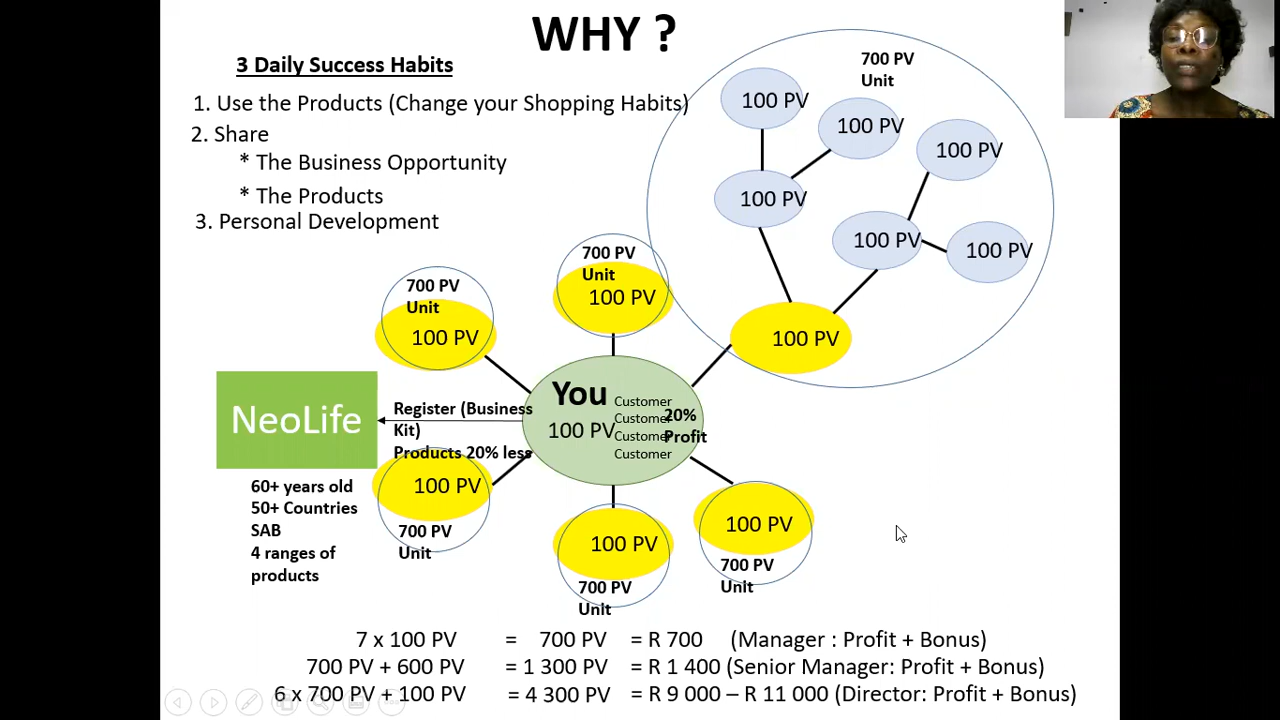 WHY ?
3 Daily Success Habits
1. Use the Products (Change your Shopping Habits)
2. Share
* The Business Opportunity
* The Products
3. Personal Development
700 PV
Unit
100 PV
100 PV
100 PV
100 PV
100 PV
100 PV
100 PV
700 PV
Unit
100 PV
700 PV
Unit
100 PV
You
100 PV
Customer
Customer
Customer
Customer
20%
Profit
NeoLife
Register (Business
Kit)
Products 20% less
100 PV
700 PV
Unit
100 PV
700 PV
Unit
100 PV
700 PV
Unit
60+ years old
50+ Countries
SAB
4 ranges of
products
7 x 100 PV = 700 PV = R 700 (Manager : Profit + Bonus)
700 PV + 600 PV = 1 300 PV = R 1 400 (Senior Manager: Profit + Bonus)
6 x 700 PV + 100 PV = 4 300 PV = R 9 000 – R 11 000 (Director: Profit + Bonus)